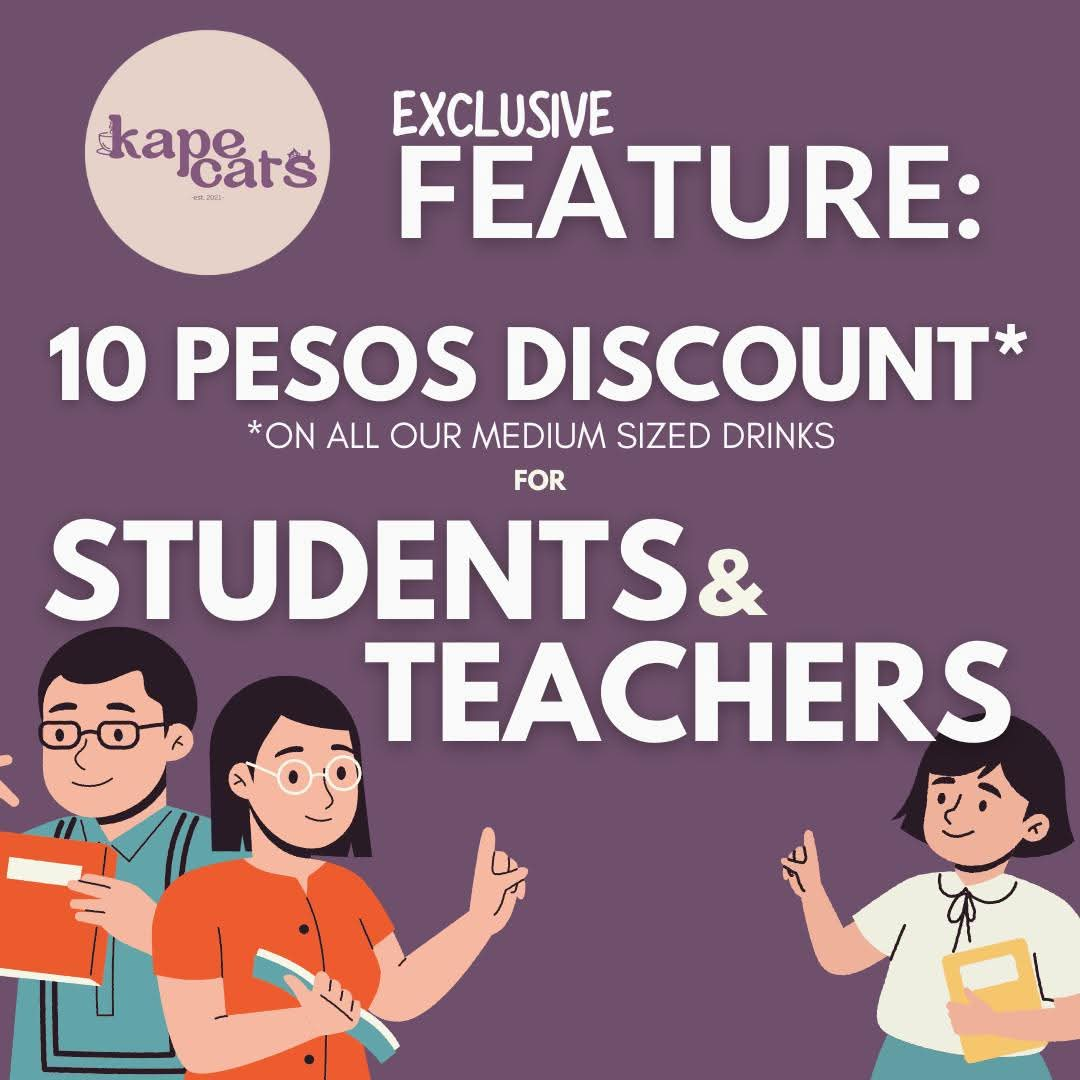 kape
cats
-est. 2021-
EXCLUSIVE
FEATURE:
10 PESOS DISCOUNT*
*ON ALL OUR MEDIUM SIZED DRINKS
FOR
STUDENTS &
TEACHERS